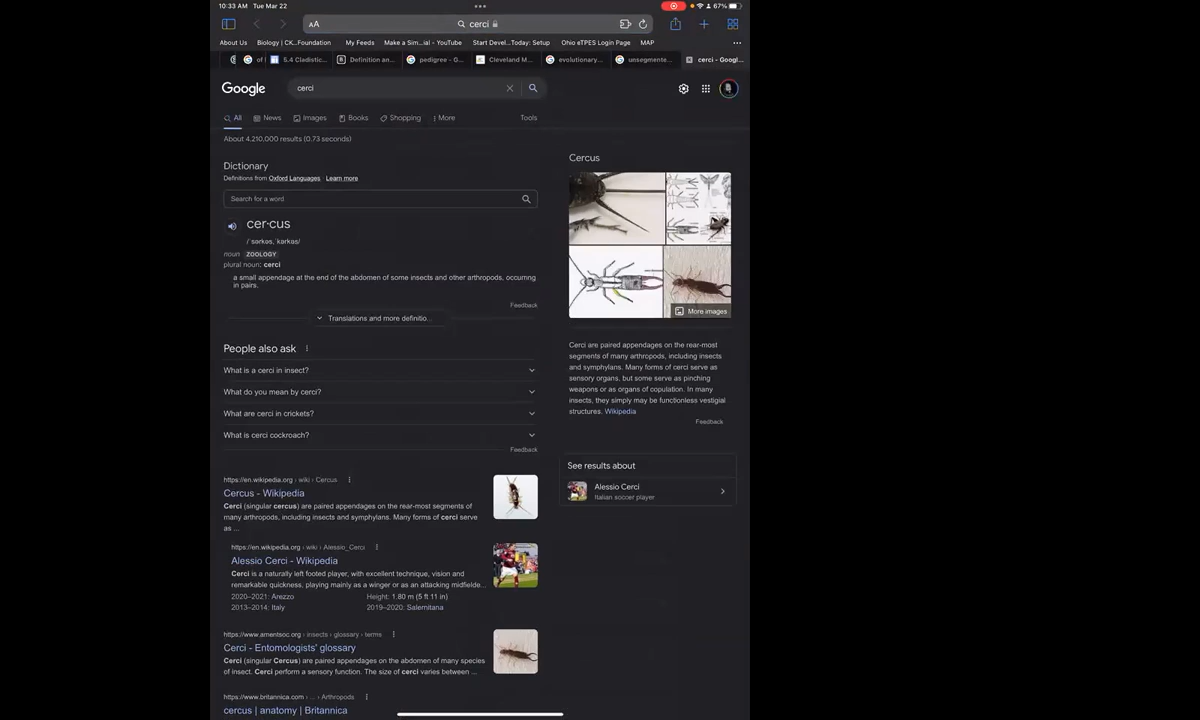 10:33 AM Tue Mar 22
67%
AA
cerci
About Us Biology | CK...Foundation My Feeds Make a Sim...ial - YouTube Start Devel...Today: Setup Ohio eTPES Login Page MAP
of | 5.4 Cladistic... Definition an... pedigree - G... Cleveland M... evolutionary... unsegmente... cerci - Googl...
Google
cerci
All News Images Books Shopping More Tools
About 4,210,000 results (0.73 seconds)
Dictionary
Definitions from Oxford Languages · Learn more
Search for a word
cer·cus
/ˈsərkəs, ˈkərkəs/
noun ZOOLOGY
plural noun: cerci
a small appendage at the end of the abdomen of some insects and other arthropods, occurring
in pairs.
Feedback
Translations and more definitio...
People also ask
What is a cerci in insect?
What do you mean by cerci?
What are cerci in crickets?
What is cerci cockroach?
Feedback
https://en.wikipedia.org › wiki › Cercus
Cercus - Wikipedia
Cerci (singular cercus) are paired appendages on the rear-most segments of
many arthropods, including insects and symphylans. Many forms of cerci serve
as ...
https://en.wikipedia.org › wiki › Alessio_Cerci
Alessio Cerci - Wikipedia
Cerci is a naturally left footed player, with excellent technique, vision and
remarkable quickness, playing mainly as a winger or as an attacking midfielde...
2020–2021: Arezzo Height: 1.80 m (5 ft 11 in)
2013–2014: Italy 2019–2020: Salernitana
https://www.amentsoc.org › insects › glossary › terms
Cerci - Entomologists' glossary
Cerci (singular Cercus) are paired appendages on the abdomen of many species
of insect. Cerci perform a sensory function. The size of cerci varies between ...
https://www.britannica.com › ... › Arthropods
cercus | anatomy | Britannica
Cercus
More images
Cerci are paired appendages on the rear-most
segments of many arthropods, including insects
and symphylans. Many forms of cerci serve as
sensory organs, but some serve as pinching
weapons or as organs of copulation. In many
insects, they simply may be functionless vestigial
structures. Wikipedia
Feedback
See results about
Alessio Cerci
Italian soccer player